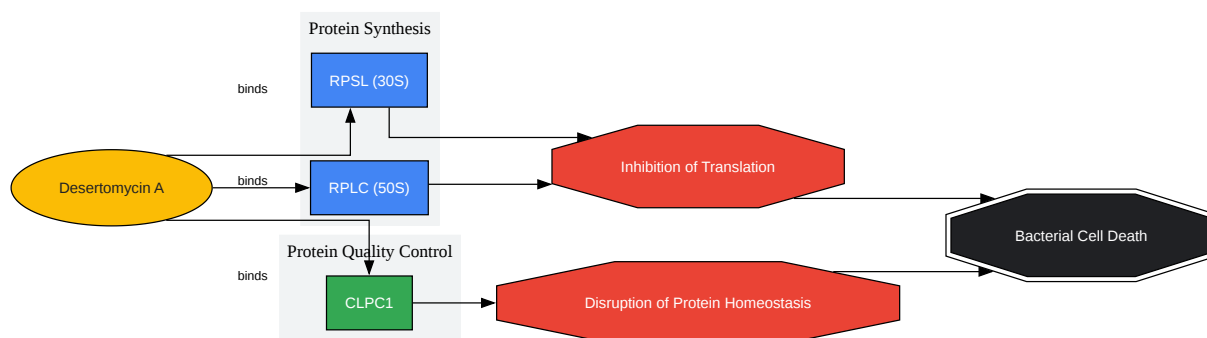 Protein Synthesis
RPSL (30S)
binds
Inhibition of Translation
RPLC (50S)
binds
Desertomycin A
Bacterial Cell Death
Protein Quality Control
binds
CLPC1
Disruption of Protein Homeostasis